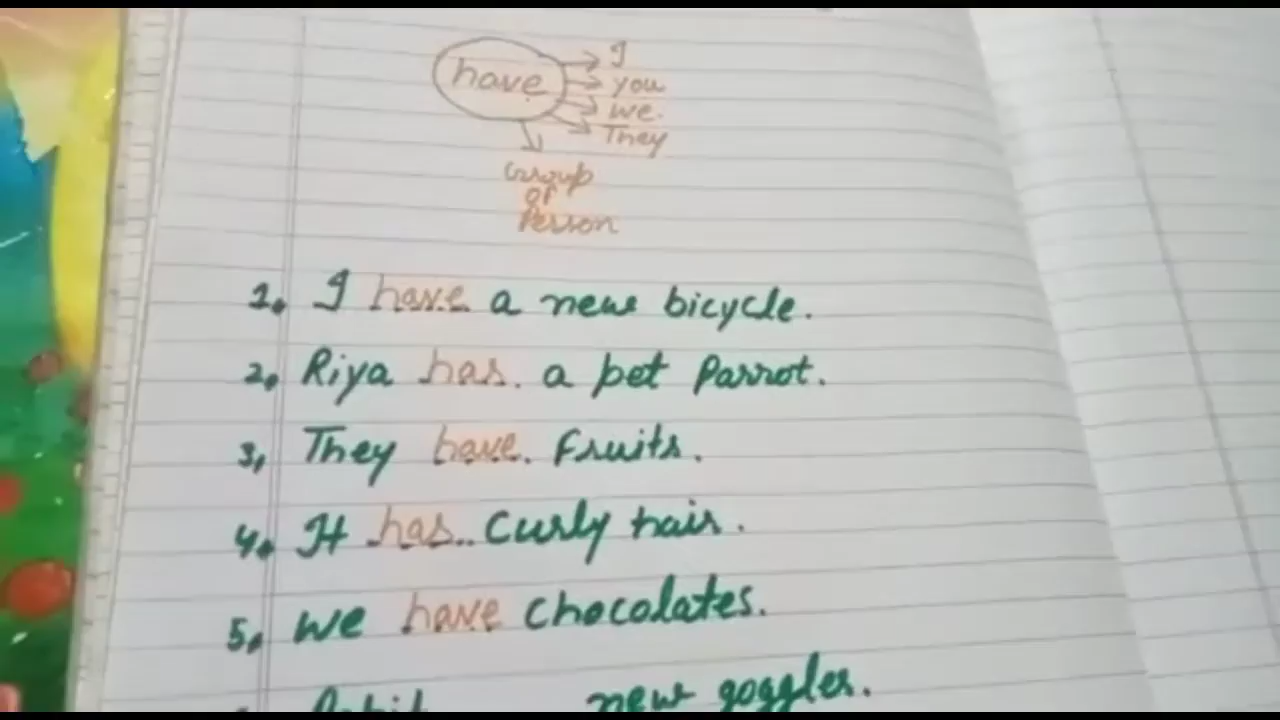 have
I
you
we.
They
Group
of
Person
1. I have a new bicycle.
2. Riya has. a pet Parrot.
3, They have. Fruits.
4. It has.. Curly hair.
5, We have Chocolates.
new goggles.